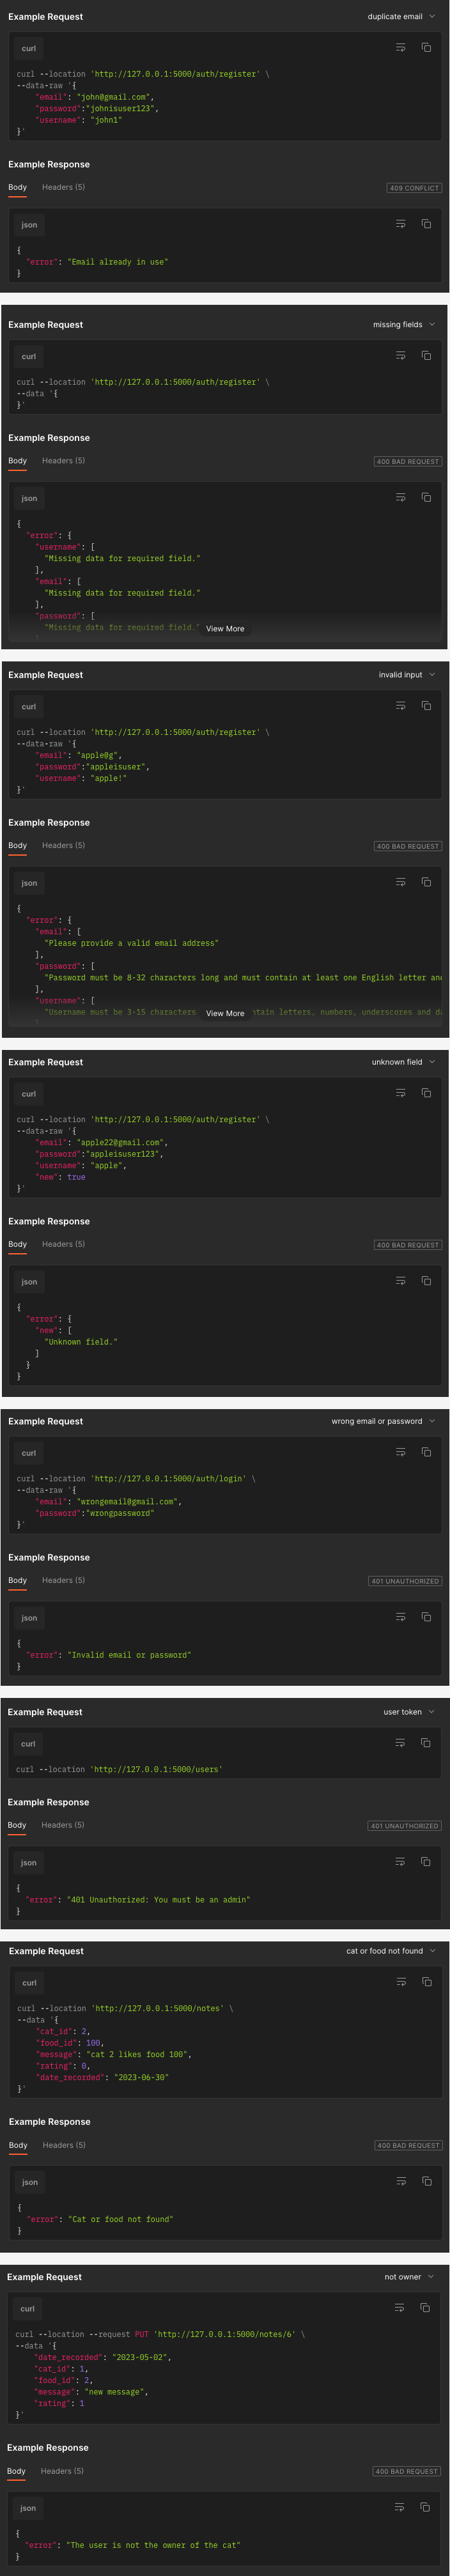 Example Request
duplicate email
curl
curl --location 'http://127.0.0.1:5000/auth/register' \
--data-raw '{
"email": "john@gmail.com",
"password":"johnisuser123",
"username": "john1"
}'
Example Response
Body Headers (5)
409 CONFLICT
json
{
"error": "Email already in use"
}
Example Request
missing fields
curl
curl --location 'http://127.0.0.1:5000/auth/register' \
--data '{
}'
Example Response
Body Headers (5)
400 BAD REQUEST
json
{
"error": {
"username": [
"Missing data for required field."
],
"email": [
"Missing data for required field."
],
"password": [
"Missing data for required field."
View More
Example Request
invalid input
curl
curl --location 'http://127.0.0.1:5000/auth/register' \
--data-raw '{
"email": "apple@g",
"password":"appleisuser",
"username": "apple!"
}'
Example Response
Body Headers (5)
400 BAD REQUEST
json
{
"error": {
"email": [
"Please provide a valid email address"
],
"password": [
"Password must be 8-32 characters long and must contain at least one English letter and
],
"username": [
"Username must be 3-15 characters ntain letters, numbers, underscores and da
View More
Example Request
unknown field
curl
curl --location 'http://127.0.0.1:5000/auth/register' \
--data-raw '{
"email": "apple22@gmail.com",
"password":"appleisuser123",
"username": "apple",
"new": true
}'
Example Response
Body Headers (5)
400 BAD REQUEST
json
{
"error": {
"new": [
"Unknown field."
]
}
}
Example Request
wrong email or password
curl
curl --location 'http://127.0.0.1:5000/auth/login' \
--data-raw '{
"email": "wrongemail@gmail.com",
"password":"wrongpassword"
}'
Example Response
Body Headers (5)
401 UNAUTHORIZED
json
{
"error": "Invalid email or password"
}
Example Request
user token
curl
curl --location 'http://127.0.0.1:5000/users'
Example Response
Body Headers (5)
401 UNAUTHORIZED
json
{
"error": "401 Unauthorized: You must be an admin"
}
Example Request
cat or food not found
curl
curl --location 'http://127.0.0.1:5000/notes' \
--data '{
"cat_id": 2,
"food_id": 100,
"message": "cat 2 likes food 100",
"rating": 0,
"date_recorded": "2023-06-30"
}'
Example Response
Body Headers (5)
400 BAD REQUEST
json
{
"error": "Cat or food not found"
}
Example Request
not owner
curl
curl --location --request PUT 'http://127.0.0.1:5000/notes/6' \
--data '{
"date_recorded": "2023-05-02",
"cat_id": 1,
"food_id": 2,
"message": "new message",
"rating": 1
}'
Example Response
Body Headers (5)
400 BAD REQUEST
json
{
"error": "The user is not the owner of the cat"
}